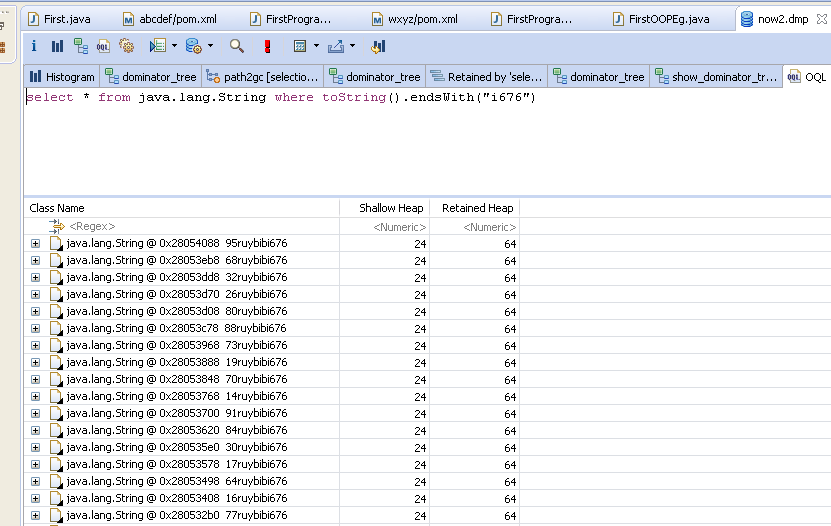 First.java abcdef/pom.xml FirstProgra... wxyz/pom.xml FirstProgra... FirstOOPEg.java now2.dmp
i OQL
Histogram dominator_tree path2gc [selectio... dominator_tree Retained by 'sele... dominator_tree show_dominator_tr... OQL
select * from java.lang.String where toString().endsWith("i676")
Class Name Shallow Heap Retained Heap
<Regex> <Numeric> <Numeric>
java.lang.String @ 0x28054088 95ruybibi676 24 64
java.lang.String @ 0x28053eb8 68ruybibi676 24 64
java.lang.String @ 0x28053dd8 32ruybibi676 24 64
java.lang.String @ 0x28053d70 26ruybibi676 24 64
java.lang.String @ 0x28053d08 80ruybibi676 24 64
java.lang.String @ 0x28053c78 88ruybibi676 24 64
java.lang.String @ 0x28053968 73ruybibi676 24 64
java.lang.String @ 0x28053888 19ruybibi676 24 64
java.lang.String @ 0x28053848 70ruybibi676 24 64
java.lang.String @ 0x28053768 14ruybibi676 24 64
java.lang.String @ 0x28053700 91ruybibi676 24 64
java.lang.String @ 0x28053620 84ruybibi676 24 64
java.lang.String @ 0x280535e0 30ruybibi676 24 64
java.lang.String @ 0x28053578 17ruybibi676 24 64
java.lang.String @ 0x28053498 64ruybibi676 24 64
java.lang.String @ 0x28053408 16ruybibi676 24 64
java.lang.String @ 0x280532b0 77ruybibi676 24 64